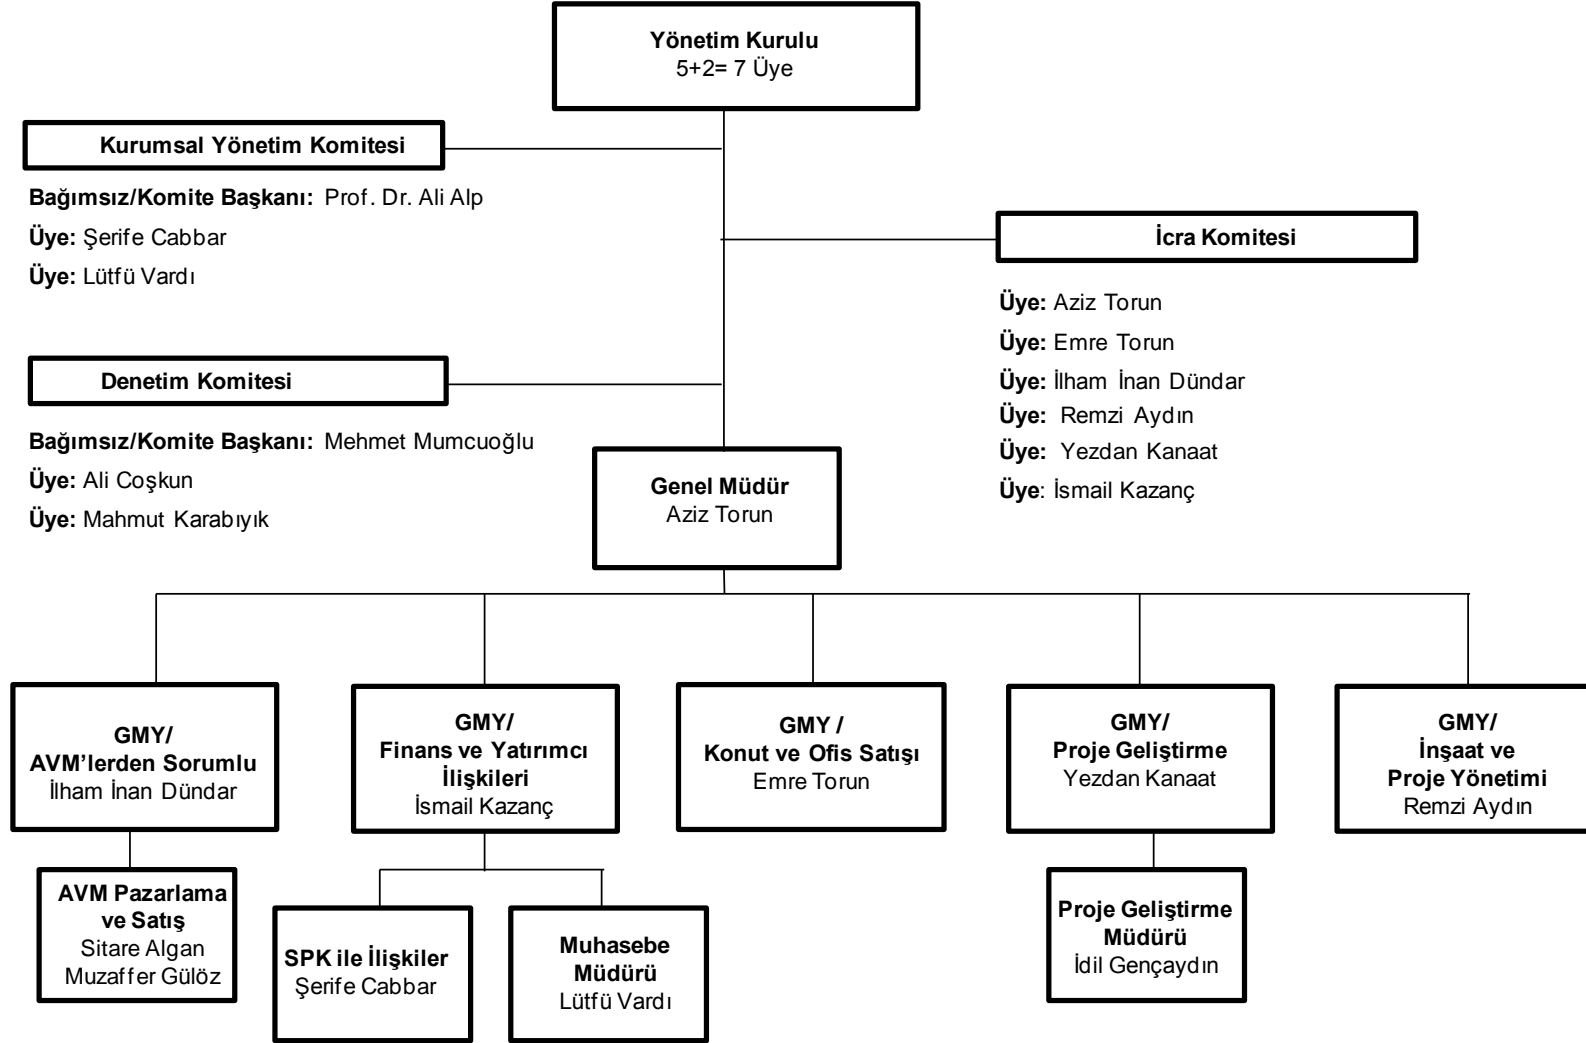 Yönetim Kurulu
5+2= 7 Üye
Kurumsal Yönetim Komitesi
Bağımsız/Komite Başkanı: Prof. Dr. Ali Alp
Üye: Şerife Cabbar
Üye: Lütfü Vardı
İcra Komitesi
Üye: Aziz Torun
Üye: Emre Torun
Üye: İlham İnan Dündar
Üye: Remzi Aydın
Üye: Yezdan Kanaat
Üye: İsmail Kazanç
Denetim Komitesi
Bağımsız/Komite Başkanı: Mehmet Mumcuoğlu
Üye: Ali Coşkun
Üye: Mahmut Karabıyık
Genel Müdür
Aziz Torun
GMY/
AVM’lerden Sorumlu
İlham İnan Dündar
GMY/
Finans ve Yatırımcı
İlişkileri
İsmail Kazanç
GMY /
Konut ve Ofis Satışı
Emre Torun
GMY/
Proje Geliştirme
Yezdan Kanaat
GMY/
İnşaat ve
Proje Yönetimi
Remzi Aydın
AVM Pazarlama
ve Satış
Sitare Algan
Muzaffer Gülöz
SPK ile İlişkiler
Şerife Cabbar
Muhasebe
Müdürü
Lütfü Vardı
Proje Geliştirme
Müdürü
İdil Gençaydın